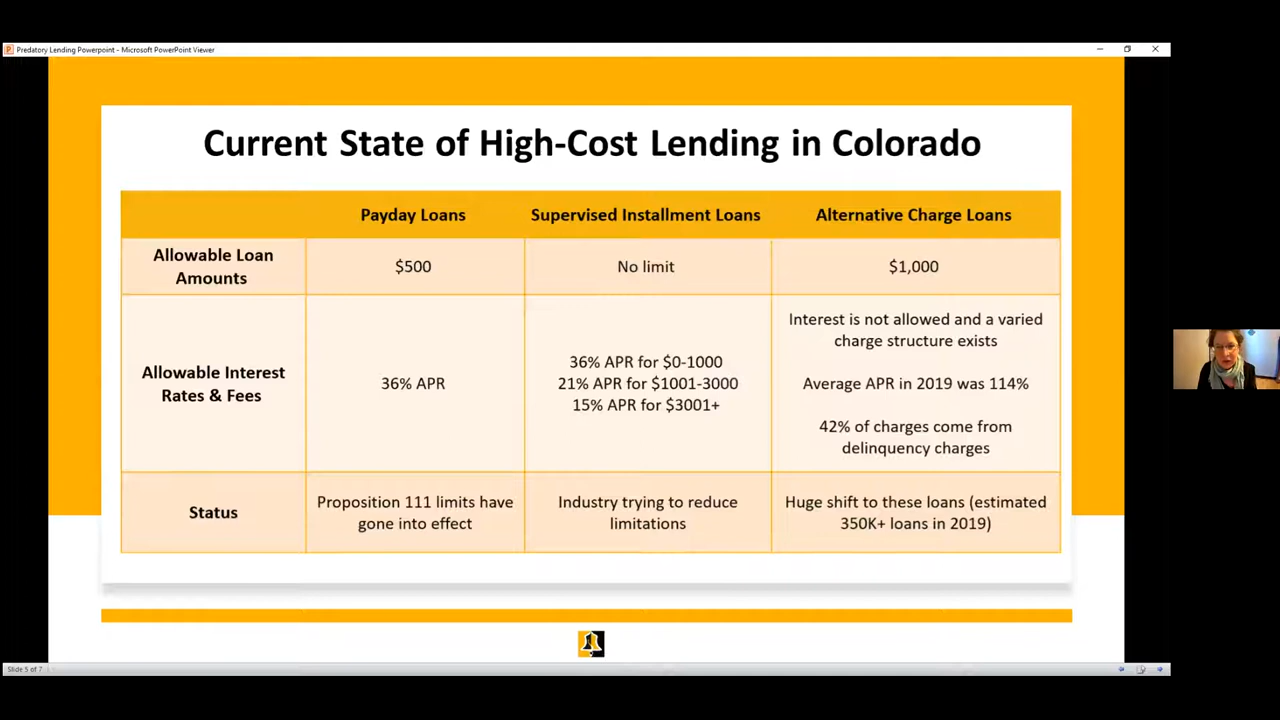 Predatory Lending Powerpoint - Microsoft PowerPoint Viewer
Current State of High-Cost Lending in Colorado
Payday Loans
Supervised Installment Loans
Alternative Charge Loans
Allowable Loan
Amounts
$500
No limit
$1,000
Allowable Interest
Rates & Fees
36% APR
36% APR for $0-1000
21% APR for $1001-3000
15% APR for $3001+
Interest is not allowed and a varied
charge structure exists
Average APR in 2019 was 114%
42% of charges come from
delinquency charges
Status
Proposition 111 limits have
gone into effect
Industry trying to reduce
limitations
Huge shift to these loans (estimated
350K+ loans in 2019)
Slide 5 of 7